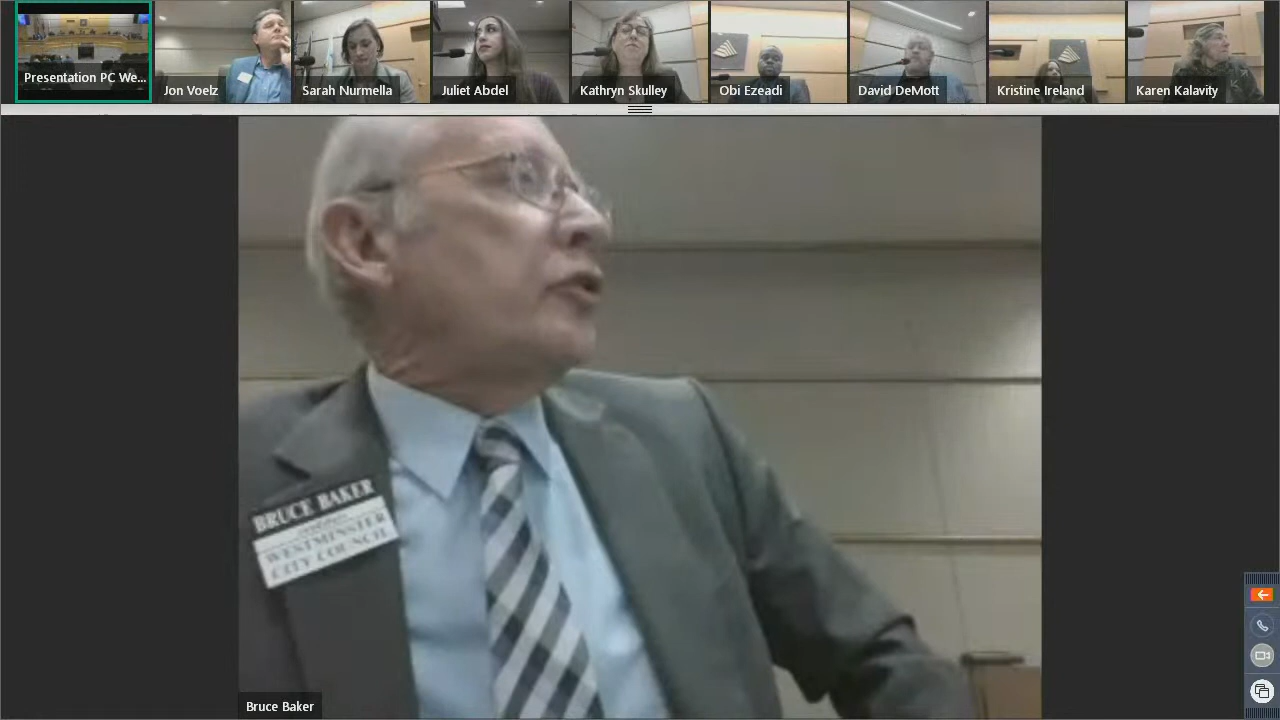 Presentation PC We...
Jon Voelz
Sarah Nurmella
Juliet Abdel
Kathryn Skulley
Obi Ezeadi
David DeMott
Kristine Ireland
Karen Kalavity
BRUCE BAKER
WESTMINSTER
CITY COUNCIL
Bruce Baker